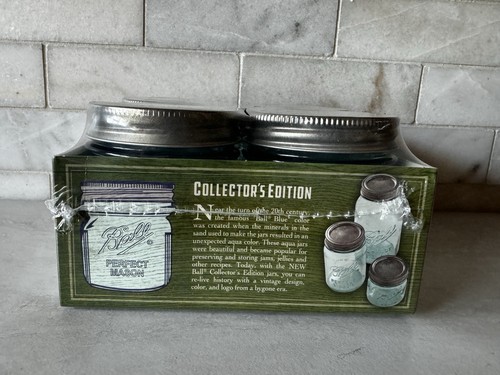 COLLECTOR'S EDITION
Near the turn of the 20th century,
the famous "Ball® Blue" color
was created when the minerals in the
sand used to make the jars resulted in an
unexpected aqua color. These aqua jars
were beautiful and became popular for
preserving and storing jams, jellies and
other recipes. Today, with the NEW
Ball® Collector's Edition jars, you can
re-live history with a vintage design,
color, and logo from a bygone era.
Ball
PERFECT
MASON